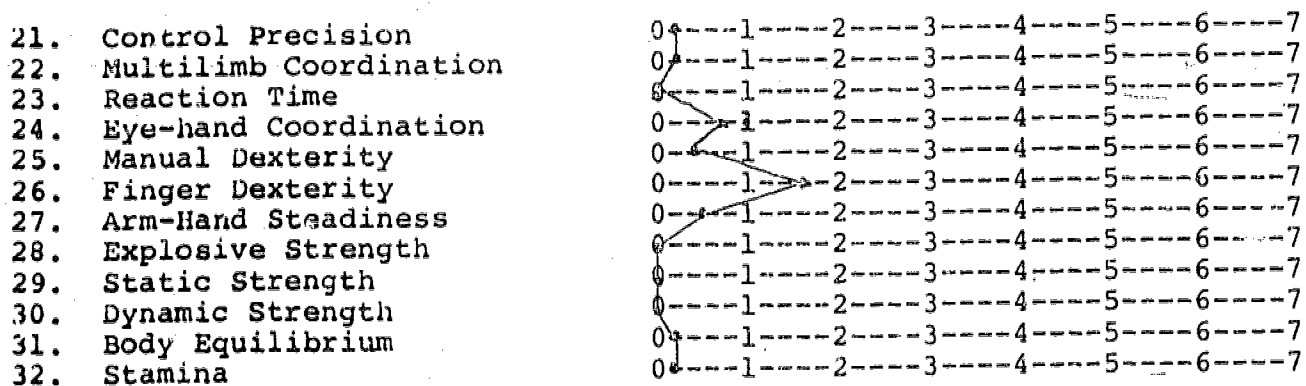 21. Control Precision 0----1----2----3----4----5----6----7
22. Multilimb Coordination 0----1----2----3----4----5----6----7
23. Reaction Time 0----1----2----3----4----5----6----7
24. Eye-hand Coordination 0----1----2----3----4----5----6----7
25. Manual Dexterity 0----1----2----3----4----5----6----7
26. Finger Dexterity 0----1----2----3----4----5----6----7
27. Arm-Hand Steadiness 0----1----2----3----4----5----6----7
28. Explosive Strength 0----1----2----3----4----5----6----7
29. Static Strength 0----1----2----3----4----5----6----7
30. Dynamic Strength 0----1----2----3----4----5----6----7
31. Body Equilibrium 0----1----2----3----4----5----6----7
32. Stamina 0----1----2----3----4----5----6----7